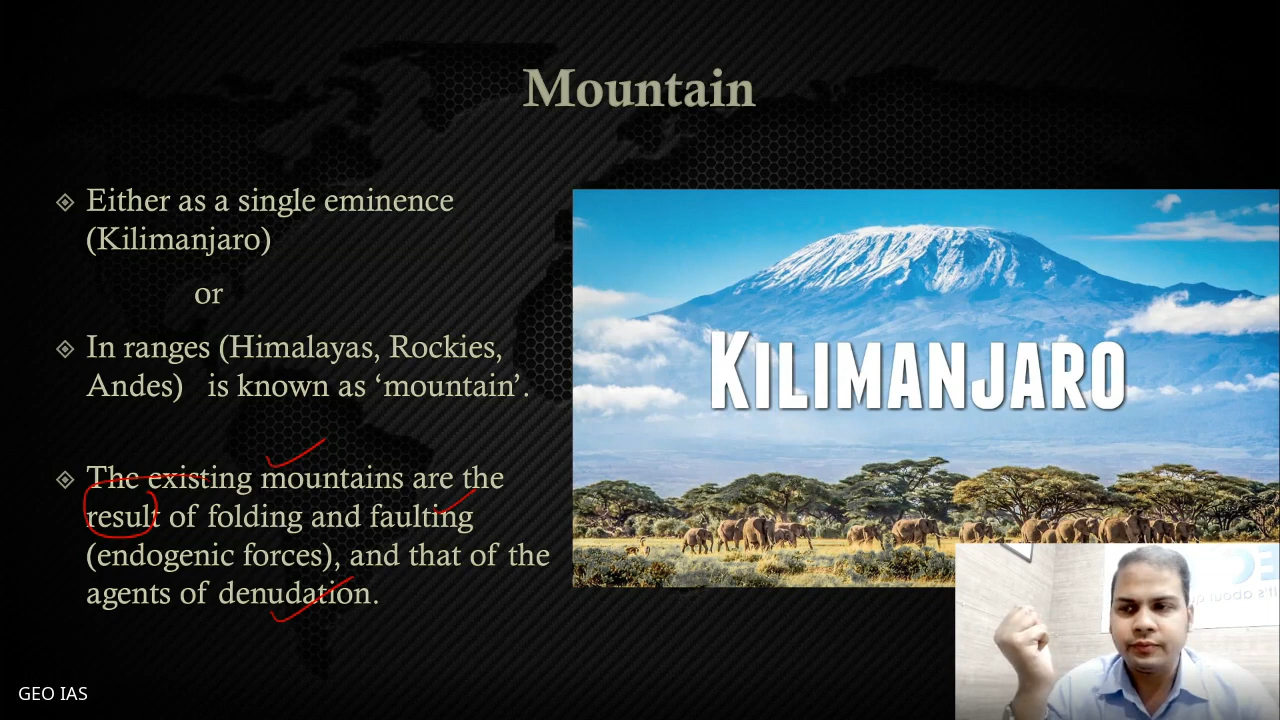 Mountain
Either as a single eminence
(Kilimanjaro)
or
In ranges (Himalayas, Rockies,
Andes) is known as ‘mountain’.
The existing mountains are the
result of folding and faulting
(endogenic forces), and that of the
agents of denudation.
KILIMANJARO
GEO IAS